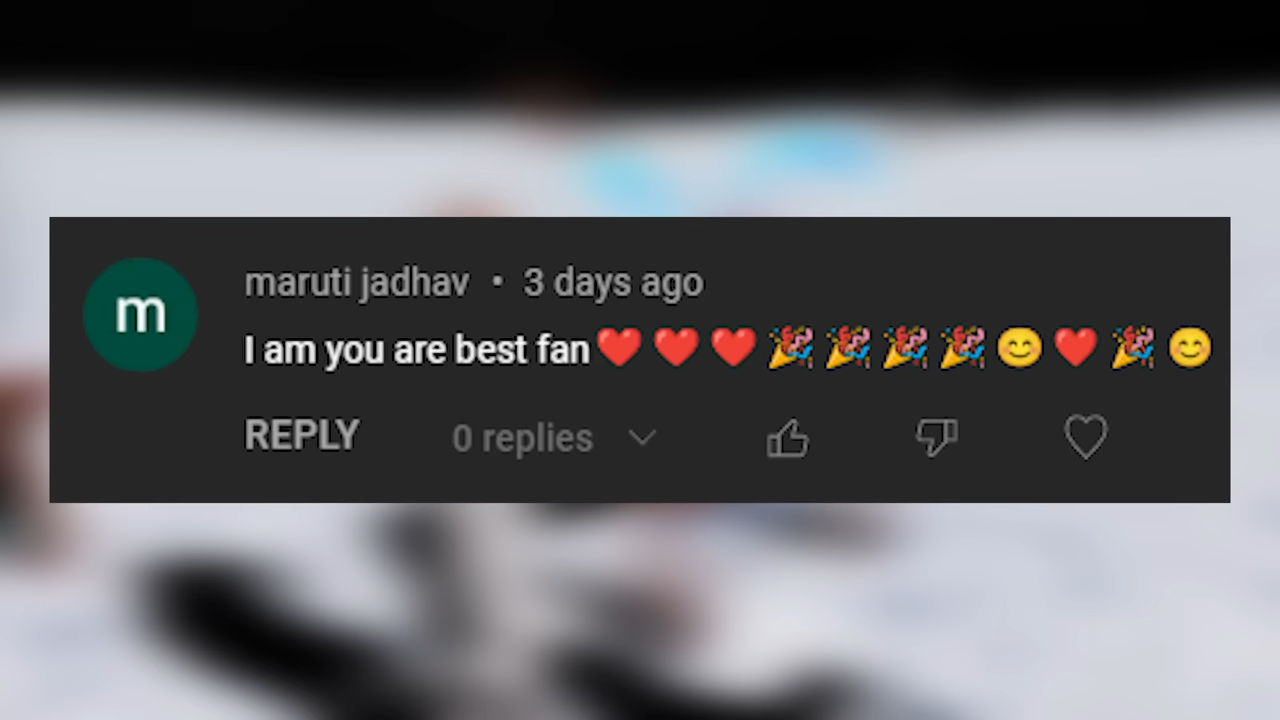 m
maruti jadhav • 3 days ago
I am you are best fan❤️❤️❤️🎉🎉🎉🎉😊❤️🎉😊
REPLY 0 replies